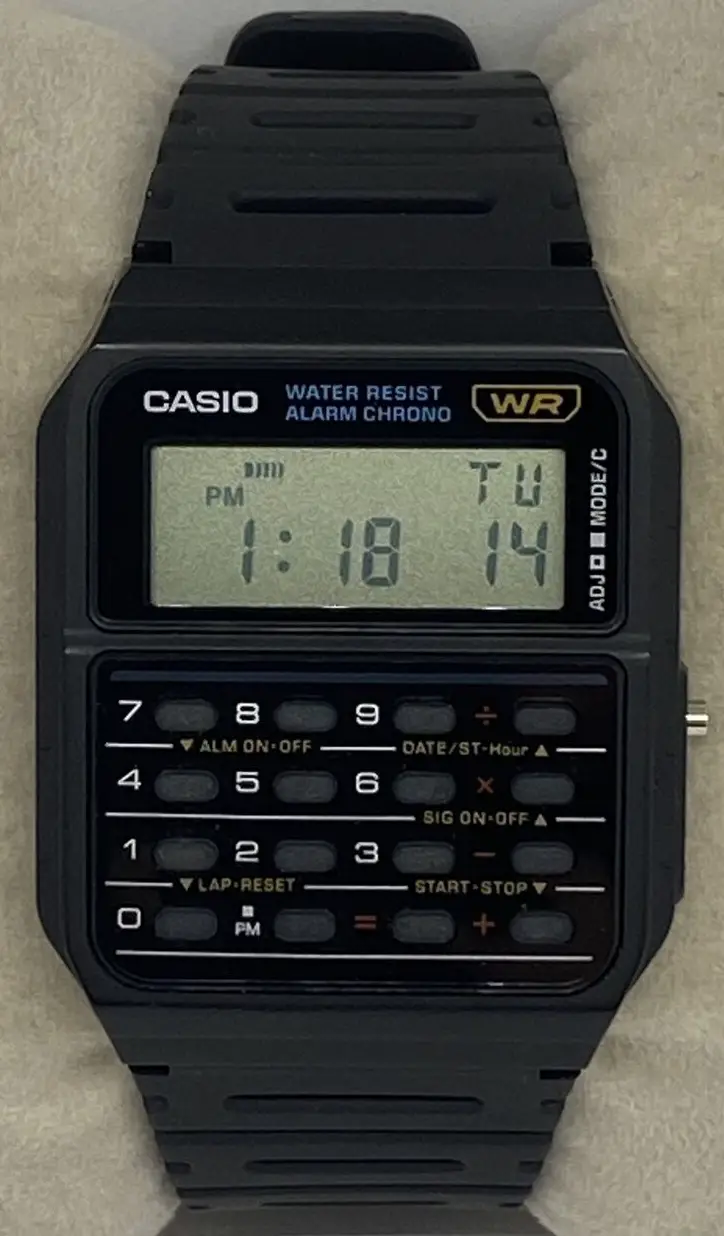 CASIO WATER RESIST WR
ALARM CHRONO
TU
PM
1:18 14
ADJ MODE/C
7 8 9 ÷
▼ ALM ON·OFF DATE/ST-Hour ▲
4 5 6 ×
SIG ON·OFF ▲
1 2 3 −
▼ LAP·RESET START·STOP ▼
0 ■ PM = +